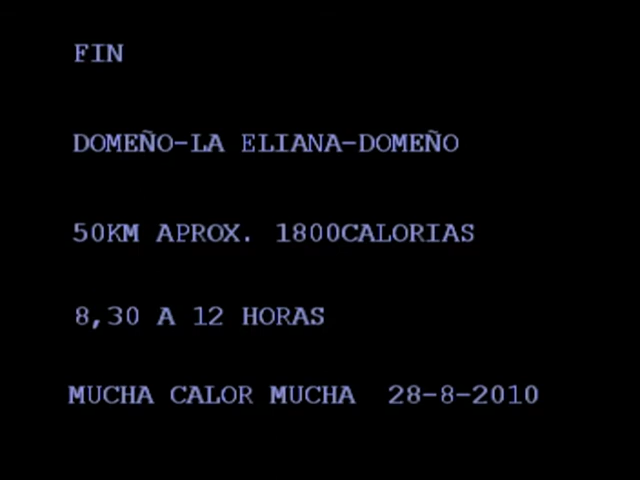 FIN
DOMEÑO-LA ELIANA-DOMEÑO
50KM APROX. 1800CALORIAS
8,30 A 12 HORAS
MUCHA CALOR MUCHA 28-8-2010